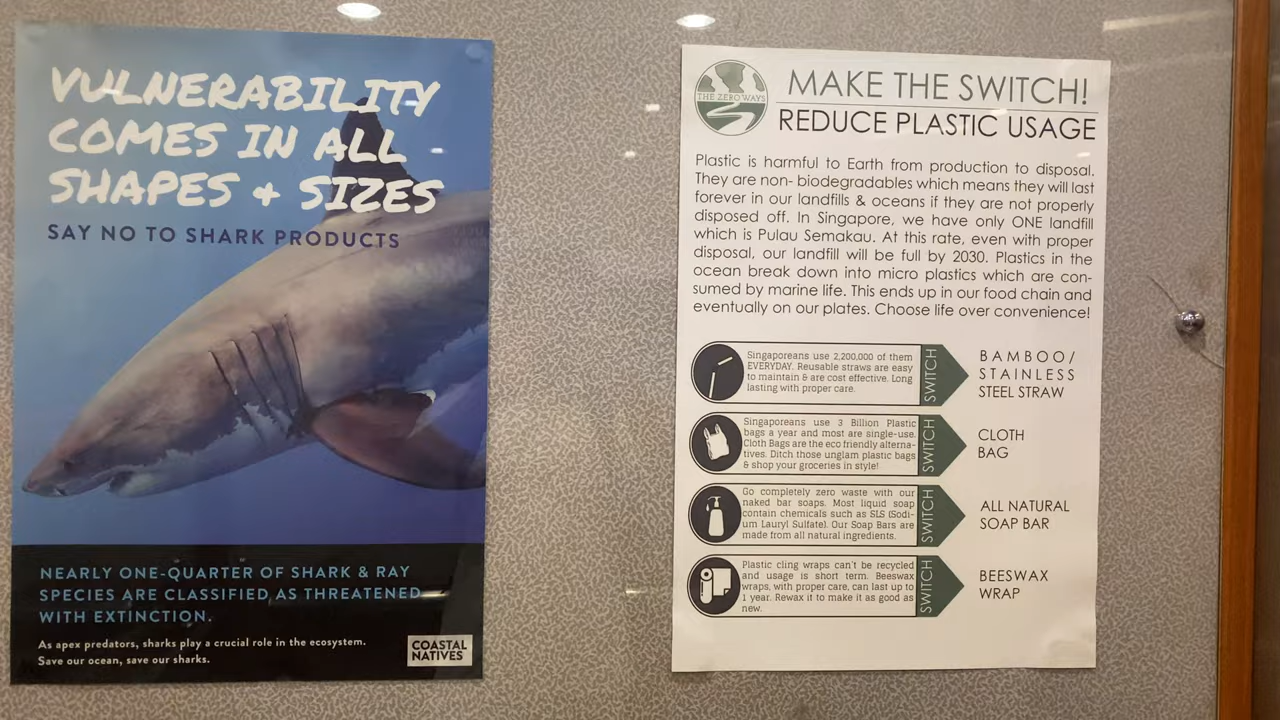 VULNERABILITY
COMES IN ALL
SHAPES & SIZES
SAY NO TO SHARK PRODUCTS
NEARLY ONE-QUARTER OF SHARK & RAY
SPECIES ARE CLASSIFIED AS THREATENED
WITH EXTINCTION.
As apex predators, sharks play a crucial role in the ecosystem.
Save our ocean, save our sharks.
COASTAL
NATIVES
THE ZERO WAYS
MAKE THE SWITCH!
REDUCE PLASTIC USAGE
Plastic is harmful to Earth from production to disposal.
They are non- biodegradables which means they will last
forever in our landfills & oceans if they are not properly
disposed off. In Singapore, we have only ONE landfill
which is Pulau Semakau. At this rate, even with proper
disposal, our landfill will be full by 2030. Plastics in the
ocean break down into micro plastics which are con-
sumed by marine life. This ends up in our food chain and
eventually on our plates. Choose life over convenience!
Singaporeans use 2,200,000 of them
EVERYDAY. Reusable straws are easy
to maintain & are cost effective. Long
lasting with proper care.
SWITCH
BAMBOO/
STAINLESS
STEEL STRAW
Singaporeans use 3 Billion Plastic
bags a year and most are single-use.
Cloth Bags are the eco friendly alterna-
tives. Ditch those unglam plastic bags
& shop your groceries in style!
SWITCH
CLOTH
BAG
Go completely zero waste with our
naked bar soaps. Most liquid soap
contain chemicals such as SLS (Sodi-
um Lauryl Sulfate). Our Soap Bars are
made from all natural ingredients.
SWITCH
ALL NATURAL
SOAP BAR
Plastic cling wraps can't be recycled
and usage is short term. Beeswax
wraps, with proper care, can last up to
1 year. Rewax it to make it as good as
new.
SWITCH
BEESWAX
WRAP